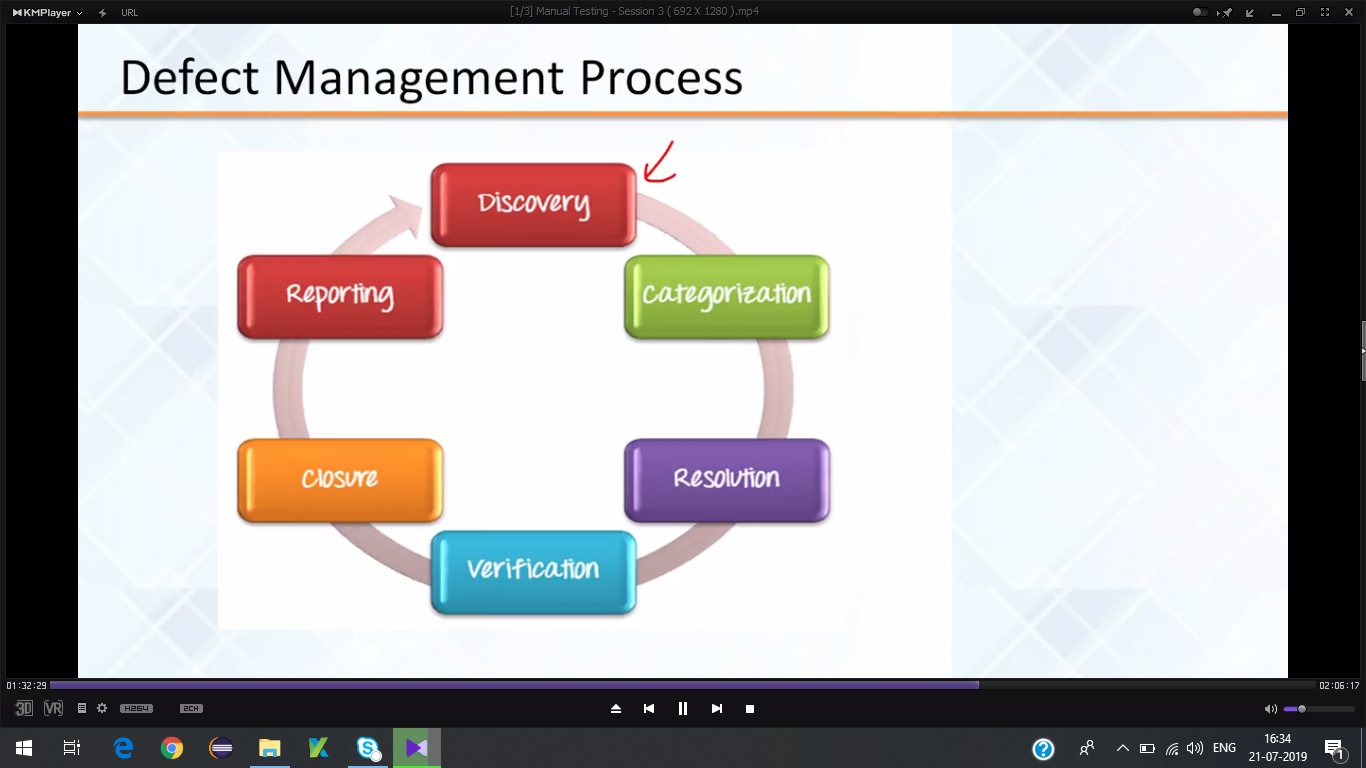 KMPlayer
URL
[1/3] Manual Testing - Session 3 ( 692 X 1280 ).mp4
Defect Management Process
Discovery
Categorization
Resolution
Verification
Closure
Reporting
01:32:29
02:06:17
3D VR H264 2CH
ENG
16:34
21-07-2019
1